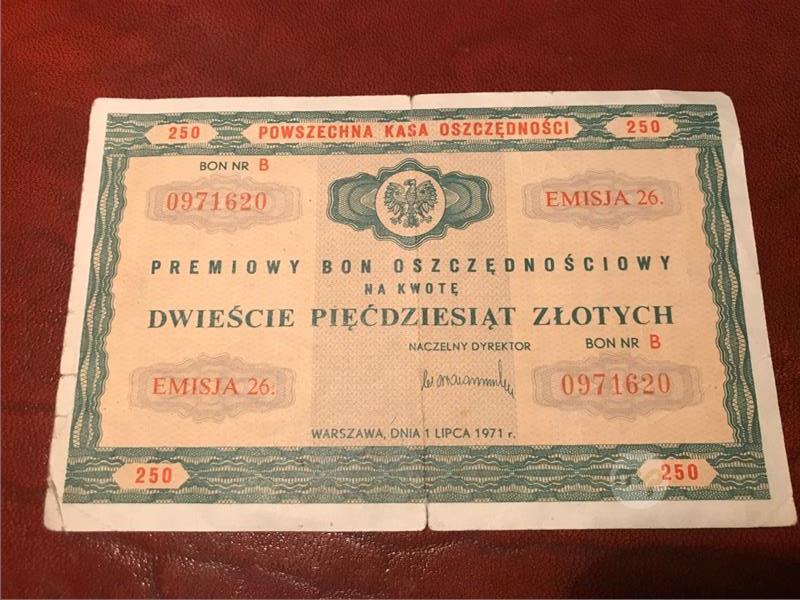 250 POWSZECHNA KASA OSZCZĘDNOŚCI 250
BON NR B
0971620
EMISJA 26.
PREMIOWY BON OSZCZĘDNOŚCIOWY
NA KWOTĘ
DWIEŚCIE PIĘĆDZIESIĄT ZŁOTYCH
NACZELNY DYREKTOR
BON NR B
EMISJA 26.
0971620
WARSZAWA, DNIA 1 LIPCA 1971 r.
250
250